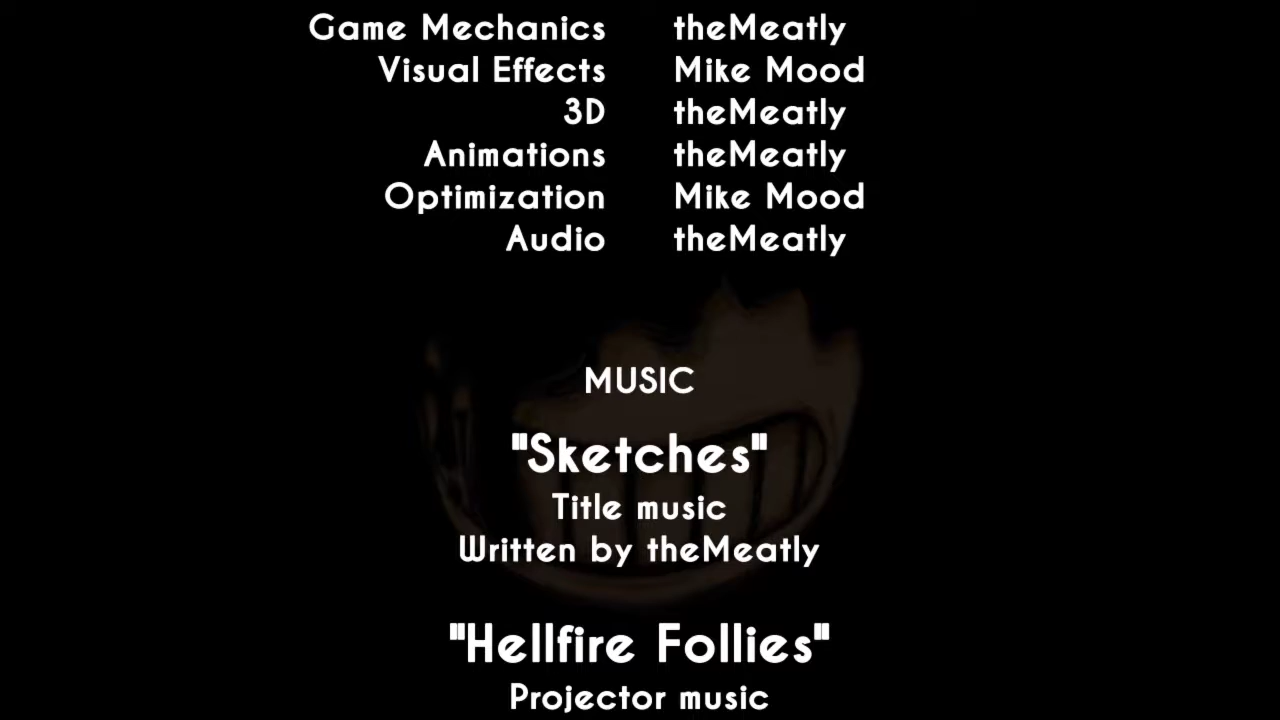 Game Mechanics theMeatly
Visual Effects Mike Mood
3D theMeatly
Animations theMeatly
Optimization Mike Mood
Audio theMeatly
MUSIC
"Sketches"
Title music
Written by theMeatly
"Hellfire Follies"
Projector music